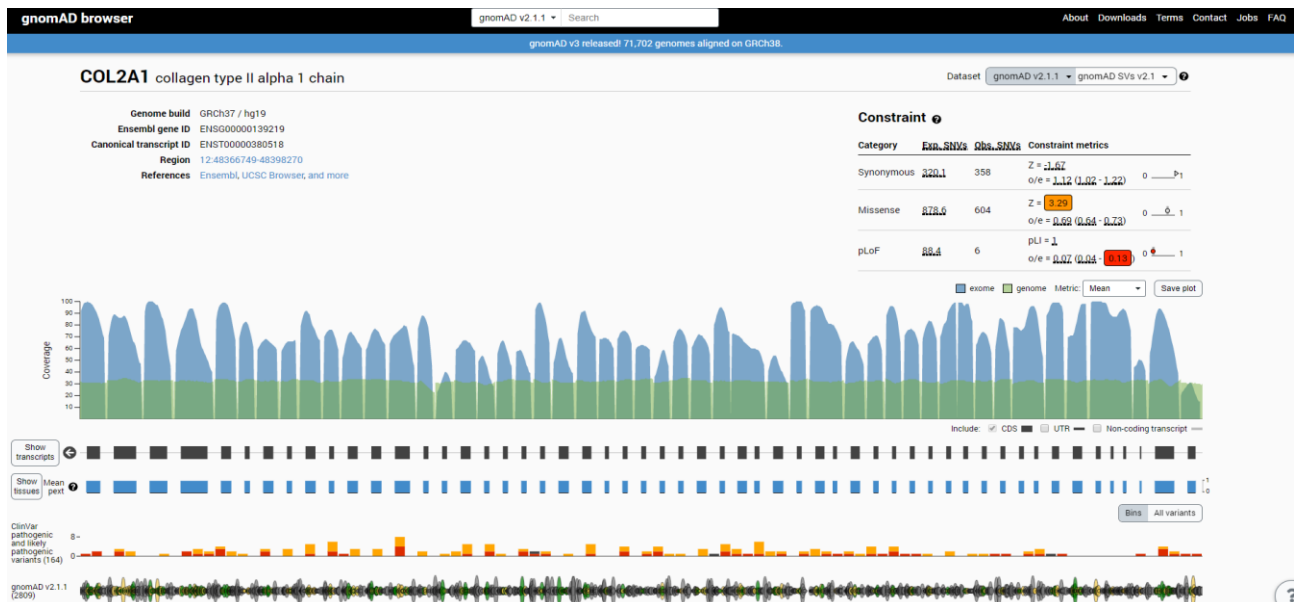 gnomAD browser gnomAD v2.1.1 Search About Downloads Terms Contact Jobs FAQ
gnomAD v3 released! 71,702 genomes aligned on GRCh38.
COL2A1 collagen type II alpha 1 chain
Dataset gnomAD v2.1.1 gnomAD SVs v2.1 ?
Genome build GRCh37 / hg19
Ensembl gene ID ENSG00000139219
Canonical transcript ID ENST00000380518
Region 12:48366749-48398270
References Ensembl, UCSC Browser, and more
Constraint ?
Category Exp. SNVs Obs. SNVs Constraint metrics
Synonymous 320.1 358 Z = -1.67
o/e = 1.12 (1.02 - 1.22) 0 1
Missense 878.6 604 Z = 3.29
o/e = 0.69 (0.64 - 0.73) 0 1
pLoF 88.4 6 pLI = 1
o/e = 0.07 (0.04 - 0.13) 0 1
exome genome Metric: Mean Save plot
Coverage
100
90
80
70
60
50
40
30
20
10
Include: CDS UTR Non-coding transcript
Show
transcripts
Show
tissues
Mean
pext ?
1
0
Bins All variants
ClinVar
pathogenic
and likely
pathogenic
variants (164)
8
0
gnomAD v2.1.1
(2809)
?